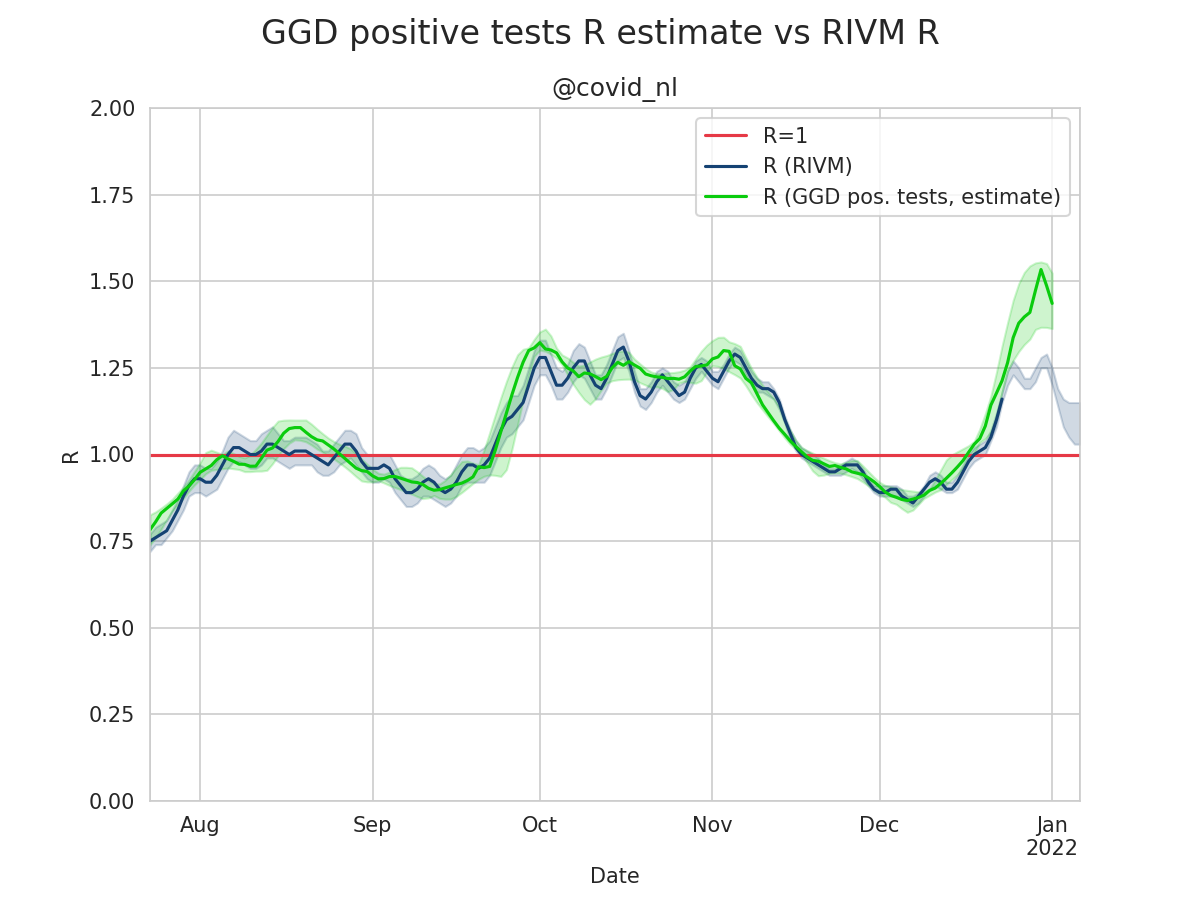 GGD positive tests R estimate vs RIVM R
@covid_nl
2.00
1.75
1.50
1.25
1.00
0.75
0.50
0.25
0.00
R
R=1
R (RIVM)
R (GGD pos. tests, estimate)
Aug
Sep
Oct
Nov
Dec
Jan
2022
Date